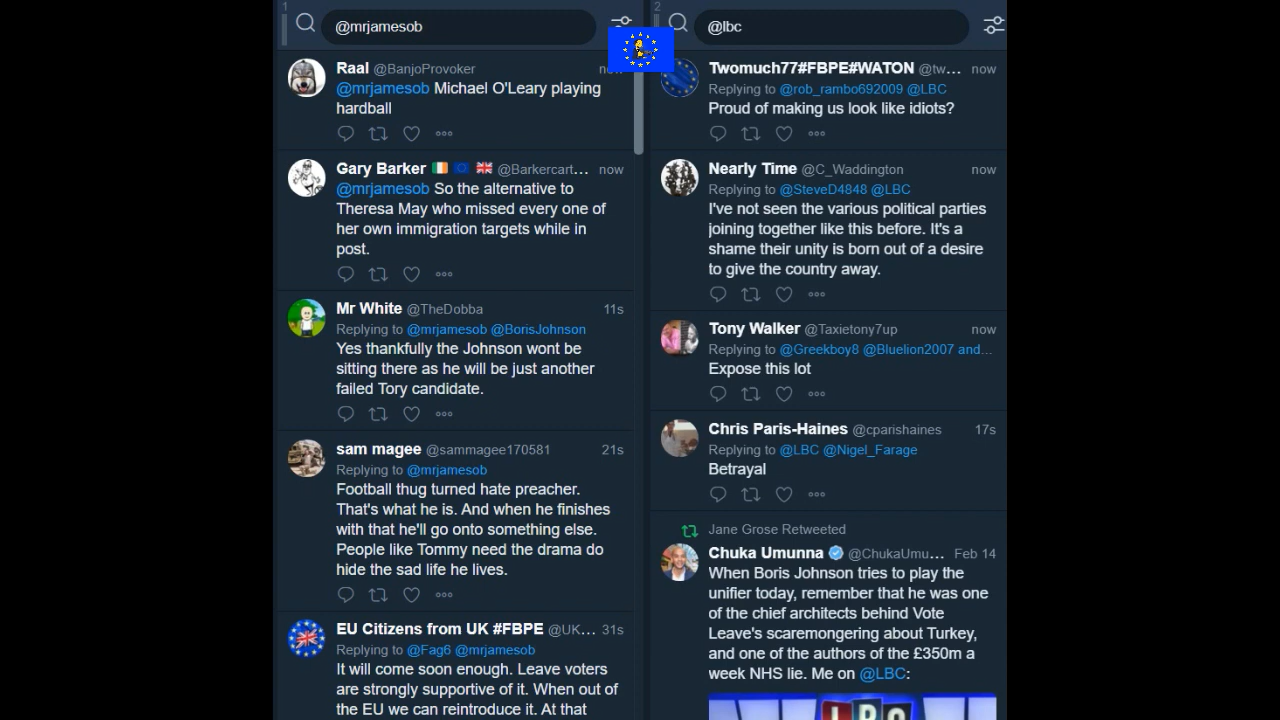 1
@mrjamesob
Raal @BanjoProvoker now
@mrjamesob Michael O'Leary playing
hardball
Gary Barker @Barkercart… now
@mrjamesob So the alternative to
Theresa May who missed every one of
her own immigration targets while in
post.
Mr White @TheDobba 11s
Replying to @mrjamesob @BorisJohnson
Yes thankfully the Johnson wont be
sitting there as he will be just another
failed Tory candidate.
sam magee @sammagee170581 21s
Replying to @mrjamesob
Football thug turned hate preacher.
That's what he is. And when he finishes
with that he'll go onto something else.
People like Tommy need the drama do
hide the sad life he lives.
EU Citizens from UK #FBPE @UK… 31s
Replying to @Fag6 @mrjamesob
It will come soon enough. Leave voters
are strongly supportive of it. When out of
the EU we can reintroduce it. At that
2
@lbc
Twomuch77#FBPE#WATON @tw… now
Replying to @rob_rambo692009 @LBC
Proud of making us look like idiots?
Nearly Time @C_Waddington now
Replying to @SteveD4848 @LBC
I've not seen the various political parties
joining together like this before. It's a
shame their unity is born out of a desire
to give the country away.
Tony Walker @Taxietony7up now
Replying to @Greekboy8 @Bluelion2007 and…
Expose this lot
Chris Paris-Haines @cparishaines 17s
Replying to @LBC @Nigel_Farage
Betrayal
Jane Grose Retweeted
Chuka Umunna @ChukaUmu… Feb 14
When Boris Johnson tries to play the
unifier today, remember that he was one
of the chief architects behind Vote
Leave's scaremongering about Turkey,
and one of the authors of the £350m a
week NHS lie. Me on @LBC:
LBC